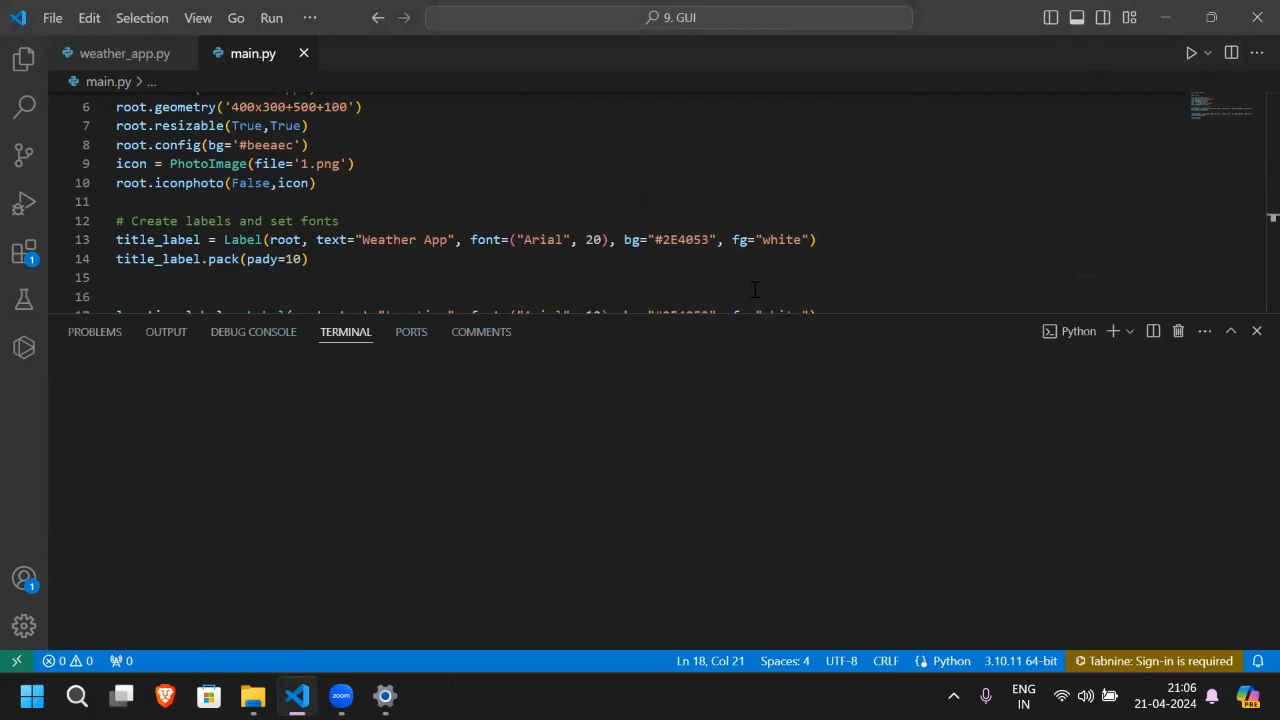 File Edit Selection View Go Run ··· 9. GUI
weather_app.py main.py
main.py > ...
6 root.geometry('400x300+500+100')
7 root.resizable(True,True)
8 root.config(bg='#beeaec')
9 icon = PhotoImage(file='1.png')
10 root.iconphoto(False,icon)
11
12 # Create labels and set fonts
13 title_label = Label(root, text="Weather App", font=("Arial", 20), bg="#2E4053", fg="white")
14 title_label.pack(pady=10)
15
16
PROBLEMS OUTPUT DEBUG CONSOLE TERMINAL PORTS COMMENTS Python
1
1
0 0 0 Ln 18, Col 21 Spaces: 4 UTF-8 CRLF Python 3.10.11 64-bit Tabnine: Sign-in is required
zoom ENG IN 21:06 21-04-2024 PRE